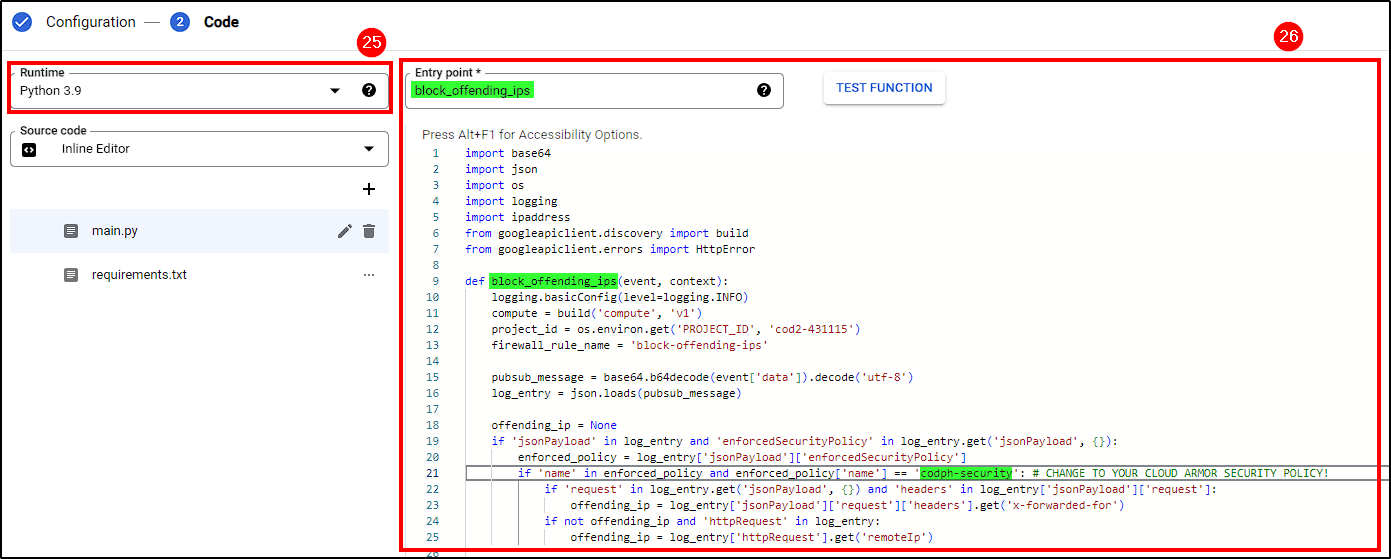 Configuration — 2 Code
25
26
Runtime
Python 3.9
Source code
Inline Editor
main.py
requirements.txt
Entry point *
block_offending_ips
TEST FUNCTION
Press Alt+F1 for Accessibility Options.
1 import base64
2 import json
3 import os
4 import logging
5 import ipaddress
6 from googleapiclient.discovery import build
7 from googleapiclient.errors import HttpError
8
9 def block_offending_ips(event, context):
10     logging.basicConfig(level=logging.INFO)
11     compute = build('compute', 'v1')
12     project_id = os.environ.get('PROJECT_ID', 'cod2-431115')
13     firewall_rule_name = 'block-offending-ips'
14
15     pubsub_message = base64.b64decode(event['data']).decode('utf-8')
16     log_entry = json.loads(pubsub_message)
17
18     offending_ip = None
19     if 'jsonPayload' in log_entry and 'enforcedSecurityPolicy' in log_entry.get('jsonPayload', {}):
20         enforced_policy = log_entry['jsonPayload']['enforcedSecurityPolicy']
21         if 'name' in enforced_policy and enforced_policy['name'] == 'codph-security': # CHANGE TO YOUR CLOUD ARMOR SECURITY POLICY!
22             if 'request' in log_entry.get('jsonPayload', {}) and 'headers' in log_entry['jsonPayload']['request']:
23                 offending_ip = log_entry['jsonPayload']['request']['headers'].get('x-forwarded-for')
24             if not offending_ip and 'httpRequest' in log_entry:
25                 offending_ip = log_entry['httpRequest'].get('remoteIp')
26